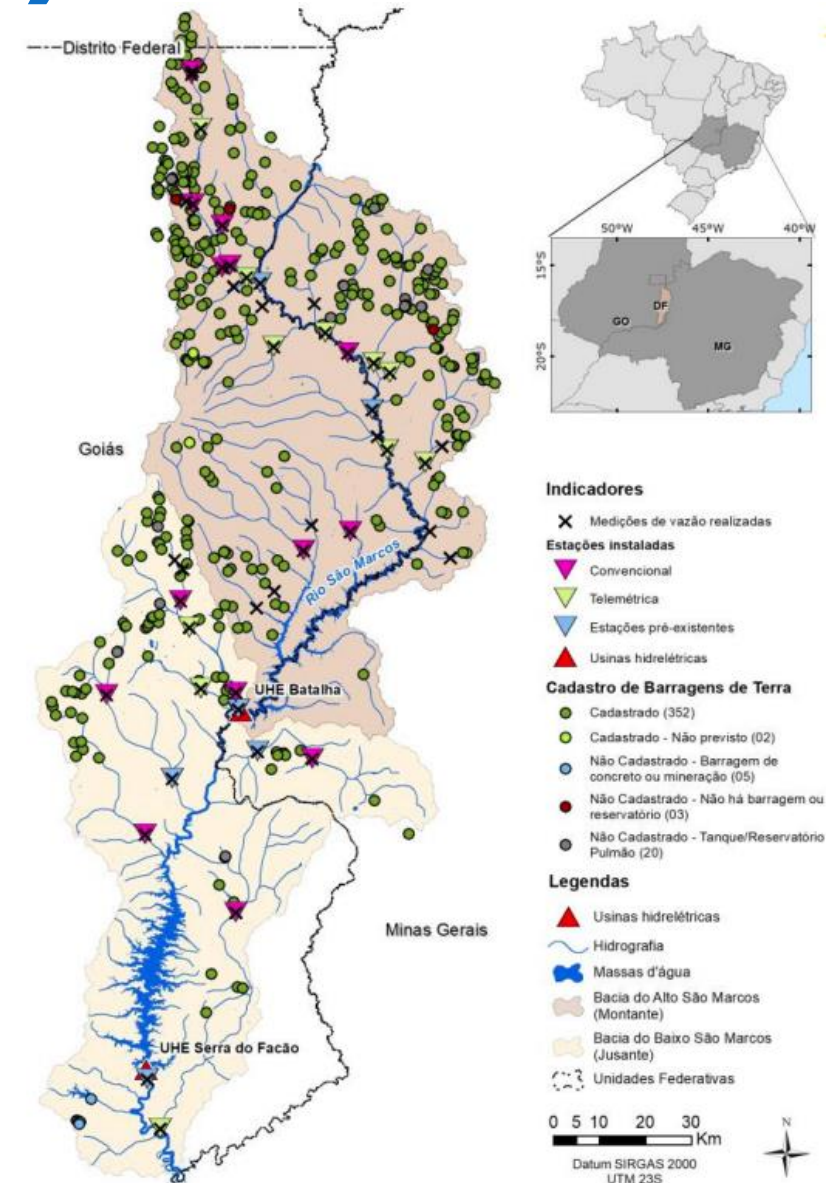 Distrito Federal
Goiás
Rio São Marcos
UHE Batalha
Minas Gerais
UHE Serra do Facão
50°W 45°W 40°W
15°S
20°S
DF
GO
MG
Indicadores
Medições de vazão realizadas
Estações instaladas
Convencional
Telemétrica
Estações pré-existentes
Usinas hidrelétricas
Cadastro de Barragens de Terra
Cadastrado (352)
Cadastrado - Não previsto (02)
Não Cadastrado - Barragem de
concreto ou mineração (05)
Não Cadastrado - Não há barragem ou
reservatório (03)
Não Cadastrado - Tanque/Reservatório
Pulmão (20)
Legendas
Usinas hidrelétricas
Hidrografia
Massas d'água
Bacia do Alto São Marcos
(Montante)
Bacia do Baixo São Marcos
(Jusante)
Unidades Federativas
0 5 10 20 30
Km
N
Datum SIRGAS 2000
UTM 23S